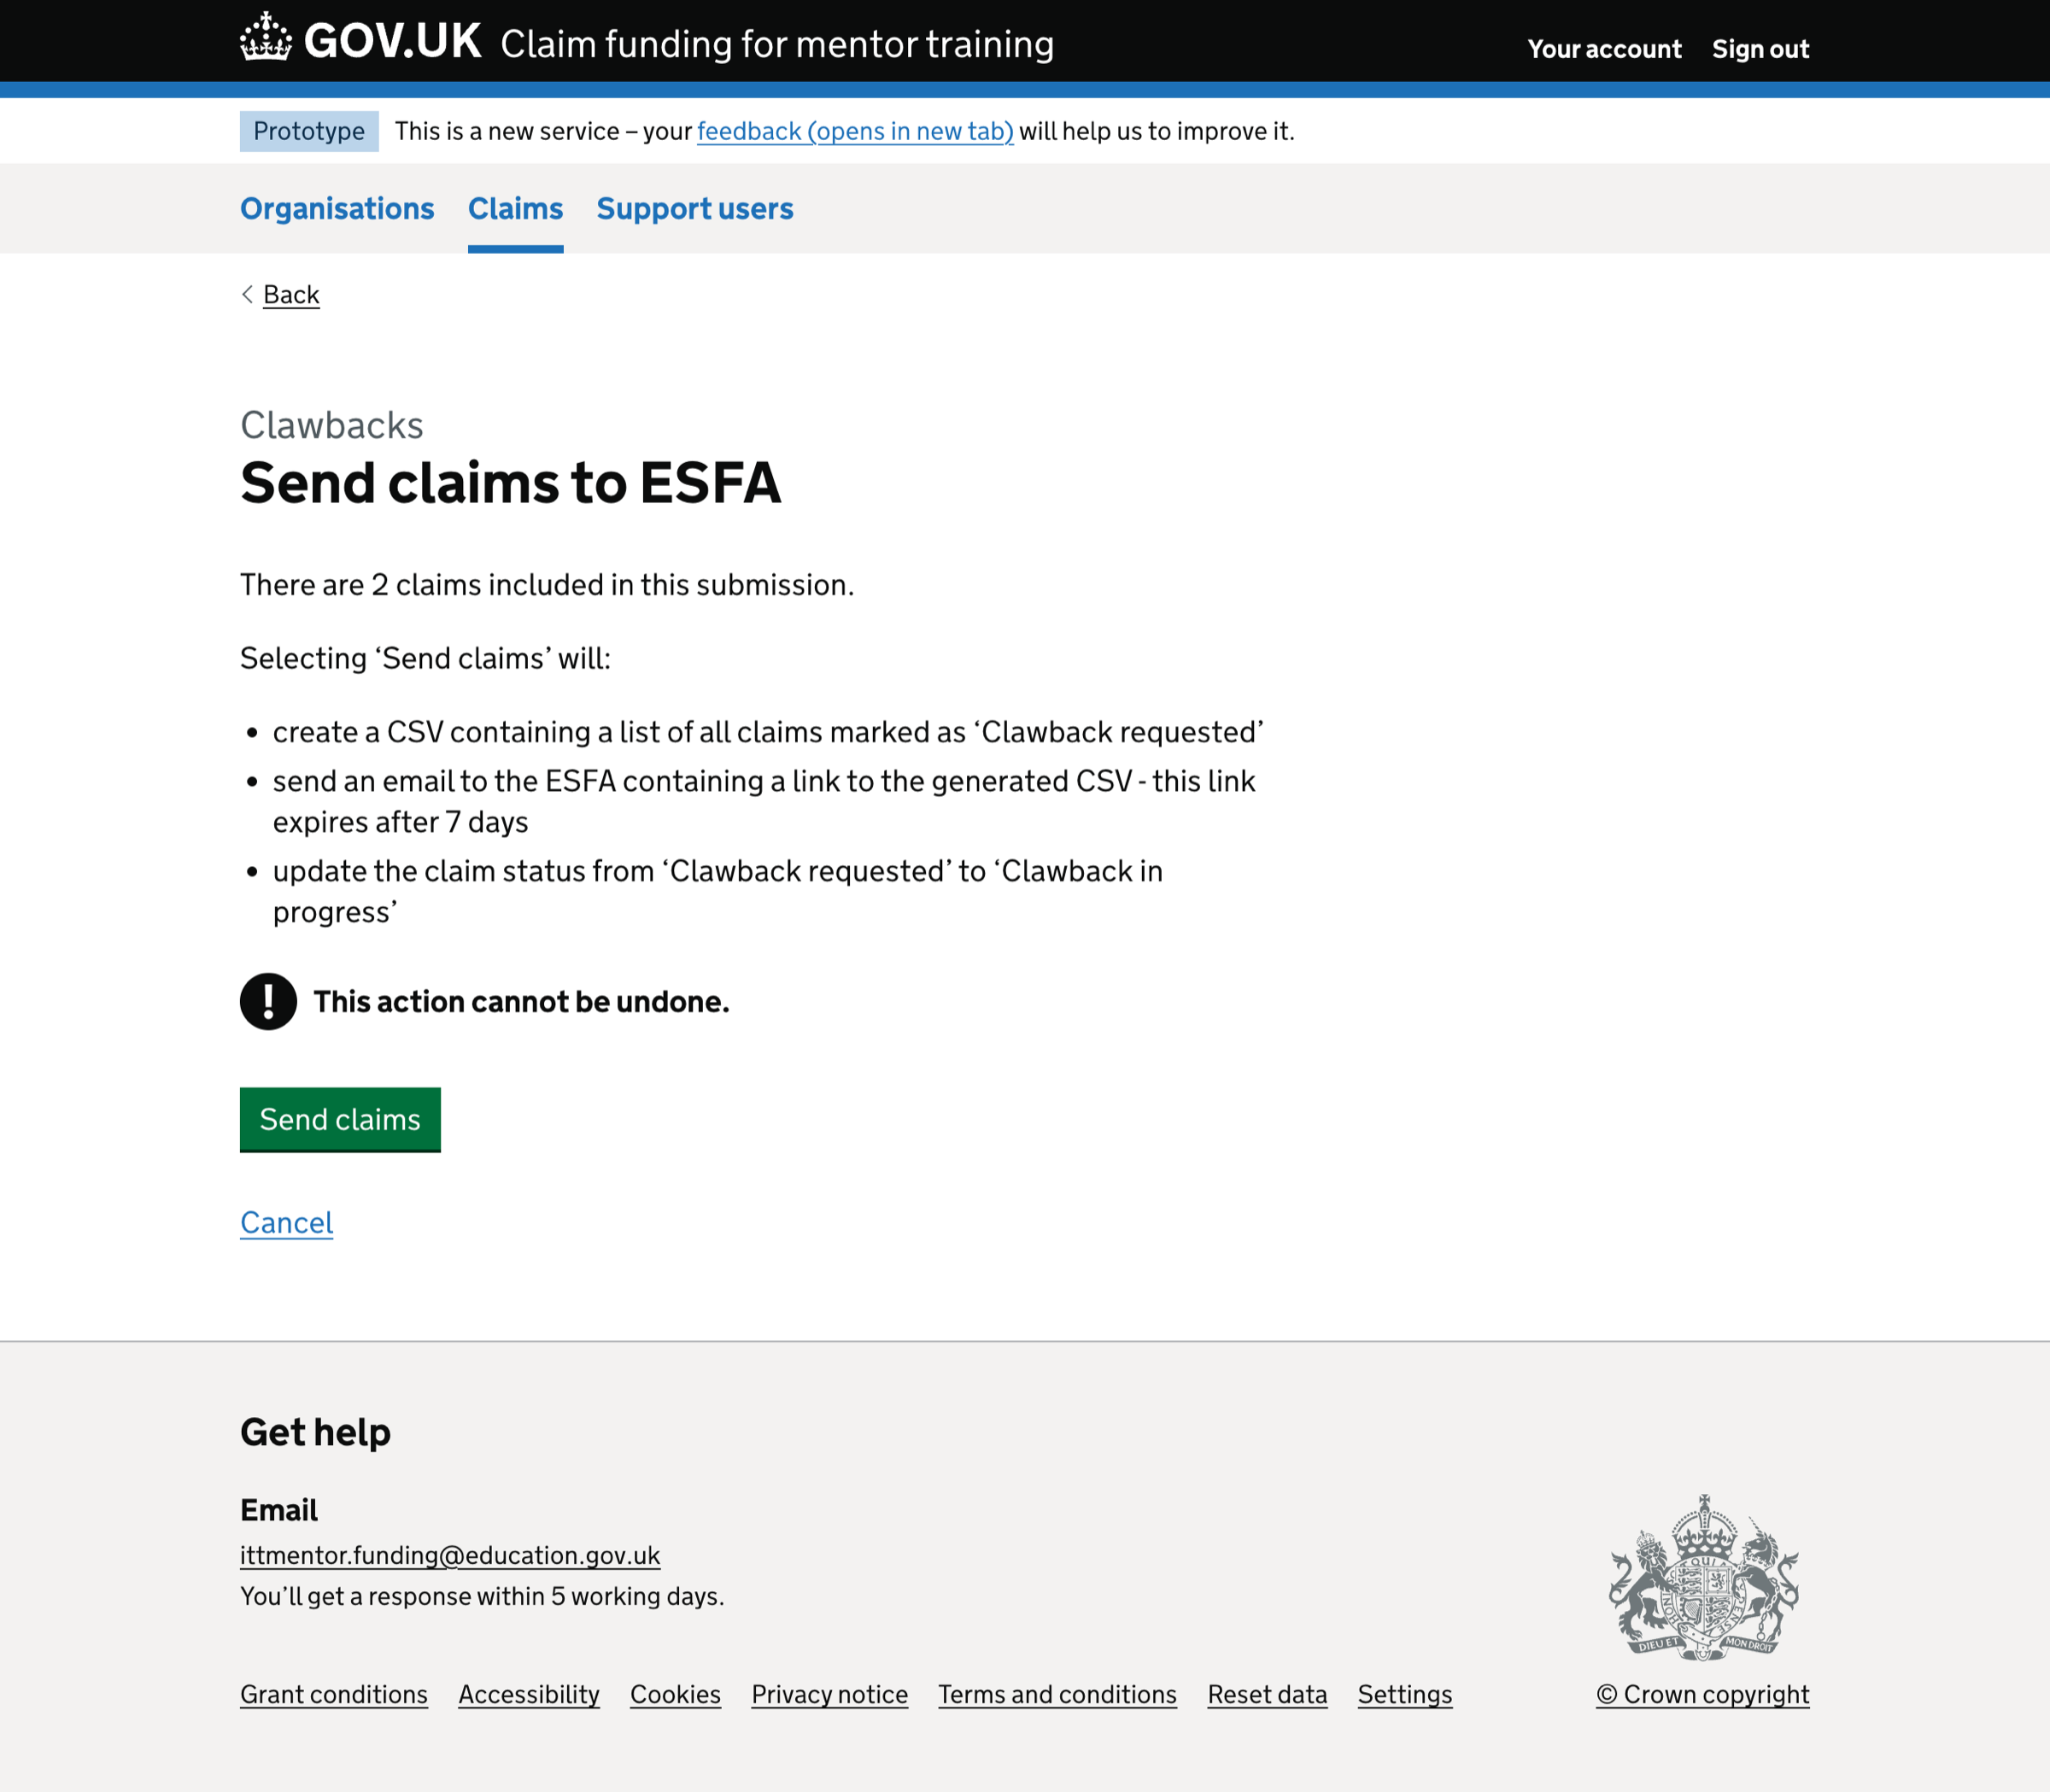 GOV.UK Claim funding for mentor training
Your account Sign out
Prototype This is a new service – your feedback (opens in new tab) will help us to improve it.
Organisations Claims Support users
Back
Clawbacks
Send claims to ESFA
There are 2 claims included in this submission.
Selecting ‘Send claims’ will:
• create a CSV containing a list of all claims marked as ‘Clawback requested’
• send an email to the ESFA containing a link to the generated CSV - this link
expires after 7 days
• update the claim status from ‘Clawback requested’ to ‘Clawback in
progress’
! This action cannot be undone.
Send claims
Cancel
Get help
Email
ittmentor.funding@education.gov.uk
You’ll get a response within 5 working days.
QUI
HONI
PENSE
DIEU ET MON DROIT
Grant conditions Accessibility Cookies Privacy notice Terms and conditions Reset data Settings
© Crown copyright